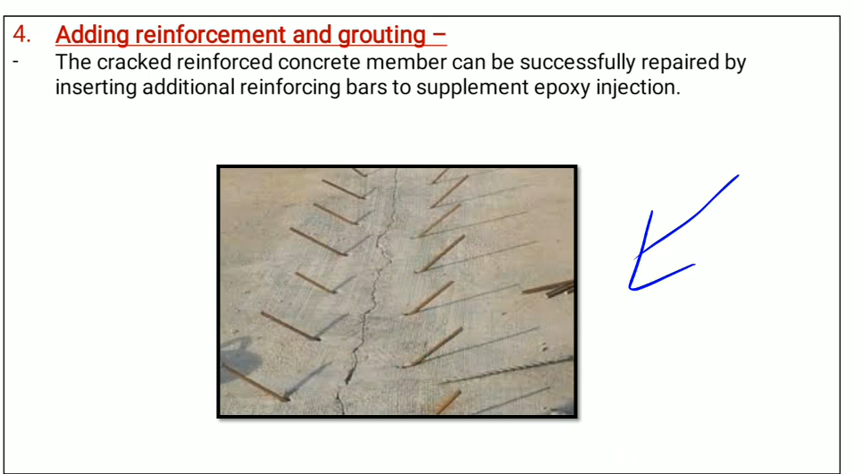 4. Adding reinforcement and grouting –
- The cracked reinforced concrete member can be successfully repaired by
inserting additional reinforcing bars to supplement epoxy injection.